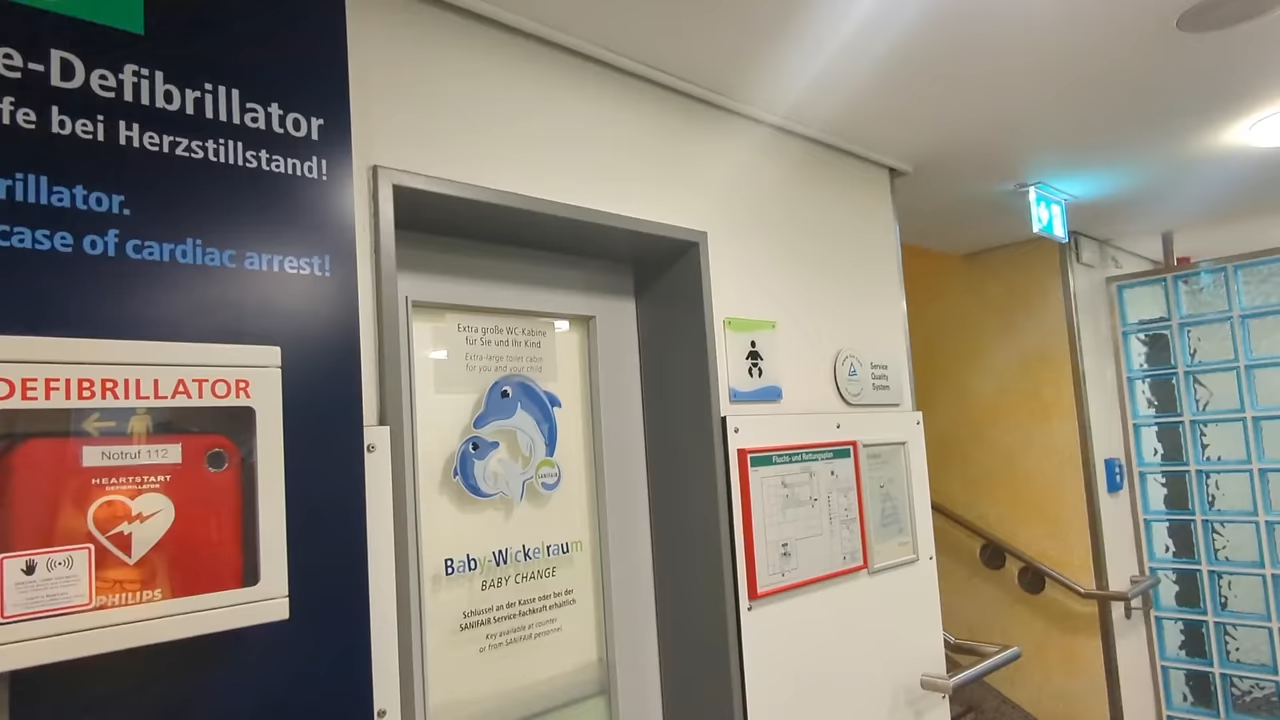 e-Defibrillator
fe bei Herzstillstand!
rillator.
case of cardiac arrest!
DEFIBRILLATOR
Notruf 112
HEARTSTART
DEFIBRILLATOR
PHILIPS
Extra große WC-Kabine
für Sie und Ihr Kind
Extra-large toilet cabin
for you and your child
SANIFAIR
Baby-Wickelraum
BABY CHANGE
Schlüssel an der Kasse oder bei der
SANIFAIR Service-Fachkraft erhältlich
Key available at counter
or from SANIFAIR personnel.
Service
Quality
System
Flucht- und Rettungsplan